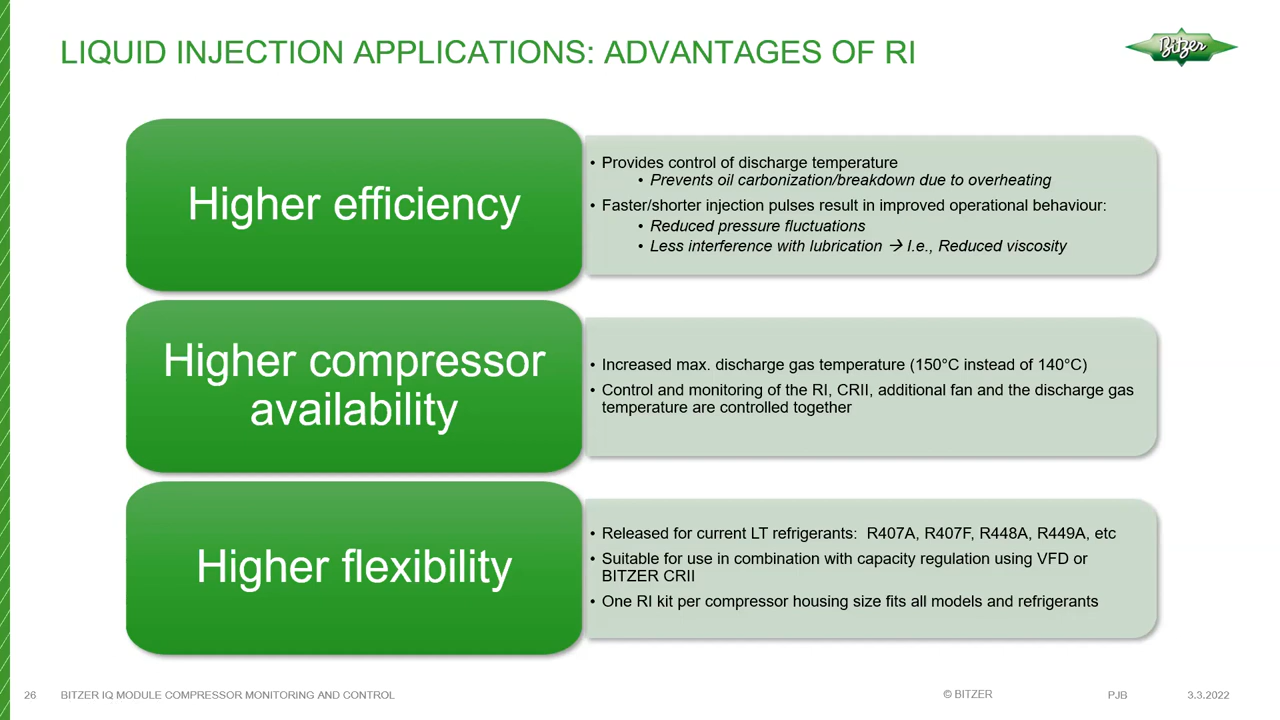 LIQUID INJECTION APPLICATIONS: ADVANTAGES OF RI
Bitzer
Higher efficiency
• Provides control of discharge temperature
• Prevents oil carbonization/breakdown due to overheating
• Faster/shorter injection pulses result in improved operational behaviour:
• Reduced pressure fluctuations
• Less interference with lubrication → I.e., Reduced viscosity
Higher compressor
availability
• Increased max. discharge gas temperature (150°C instead of 140°C)
• Control and monitoring of the RI, CRII, additional fan and the discharge gas
temperature are controlled together
Higher flexibility
• Released for current LT refrigerants: R407A, R407F, R448A, R449A, etc
• Suitable for use in combination with capacity regulation using VFD or
BITZER CRII
• One RI kit per compressor housing size fits all models and refrigerants
26 BITZER IQ MODULE COMPRESSOR MONITORING AND CONTROL © BITZER PJB 3.3.2022